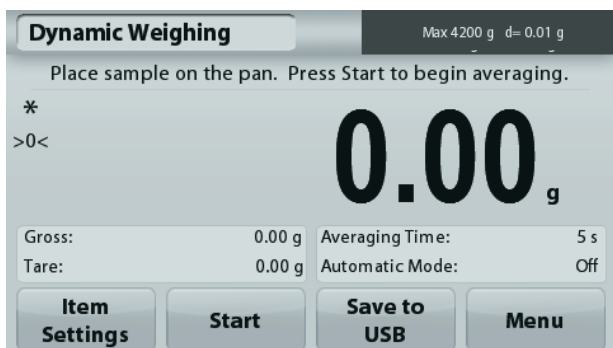 Dynamic Weighing
Max 4200 g d= 0.01 g
Place sample on the pan. Press Start to begin averaging.
*
>0<
0.00 g
Gross: 0.00 g
Tare: 0.00 g
Averaging Time: 5 s
Automatic Mode: Off
Item
Settings
Start
Save to
USB
Menu